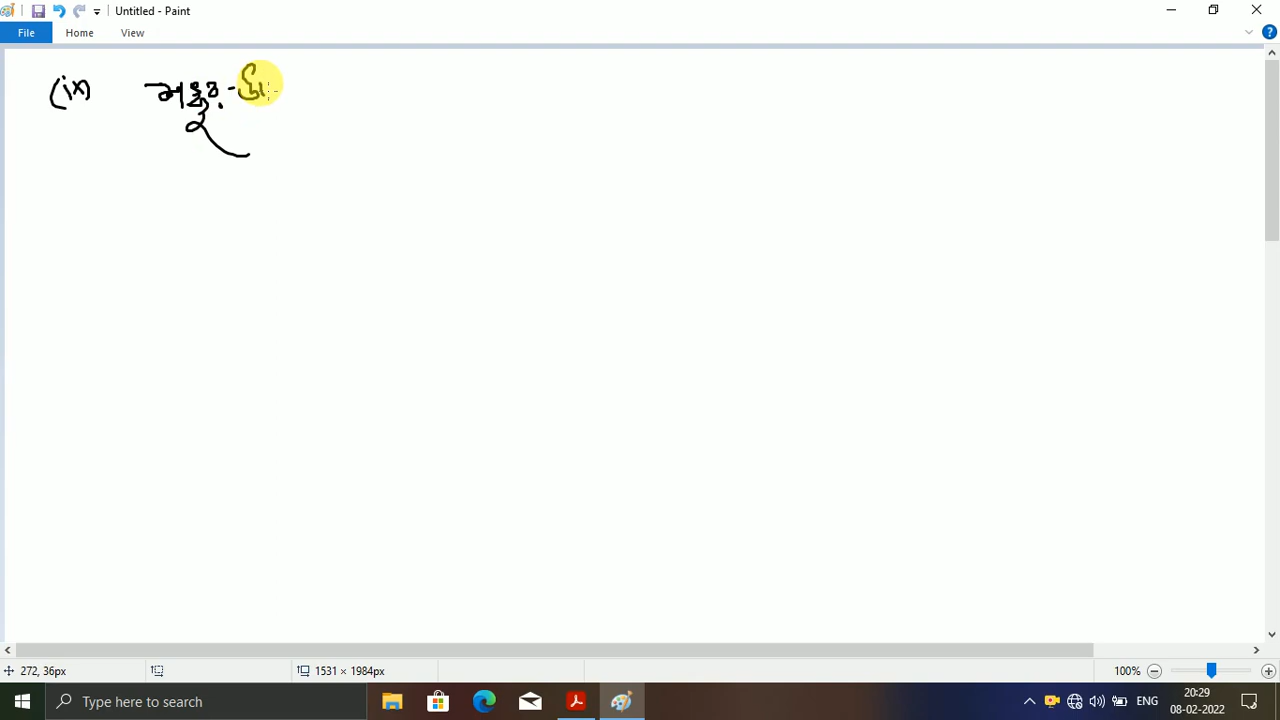 Untitled - Paint
File Home View
(ix)
272, 36px 1531 × 1984px 100%
Type here to search ENG 20:29
08-02-2022